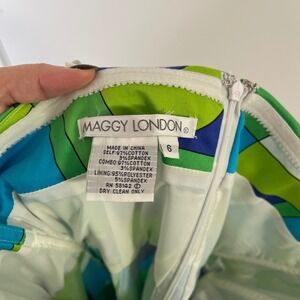 MAGGY LONDON®
6
MADE IN CHINA
SELF:97%COTTON
3%SPANDEX
COMBO:97%COTTON
3%SPANDEX
LINING:95%POLYESTER
5%SPANDEX
RN 58192 ©
DRY CLEAN ONLY